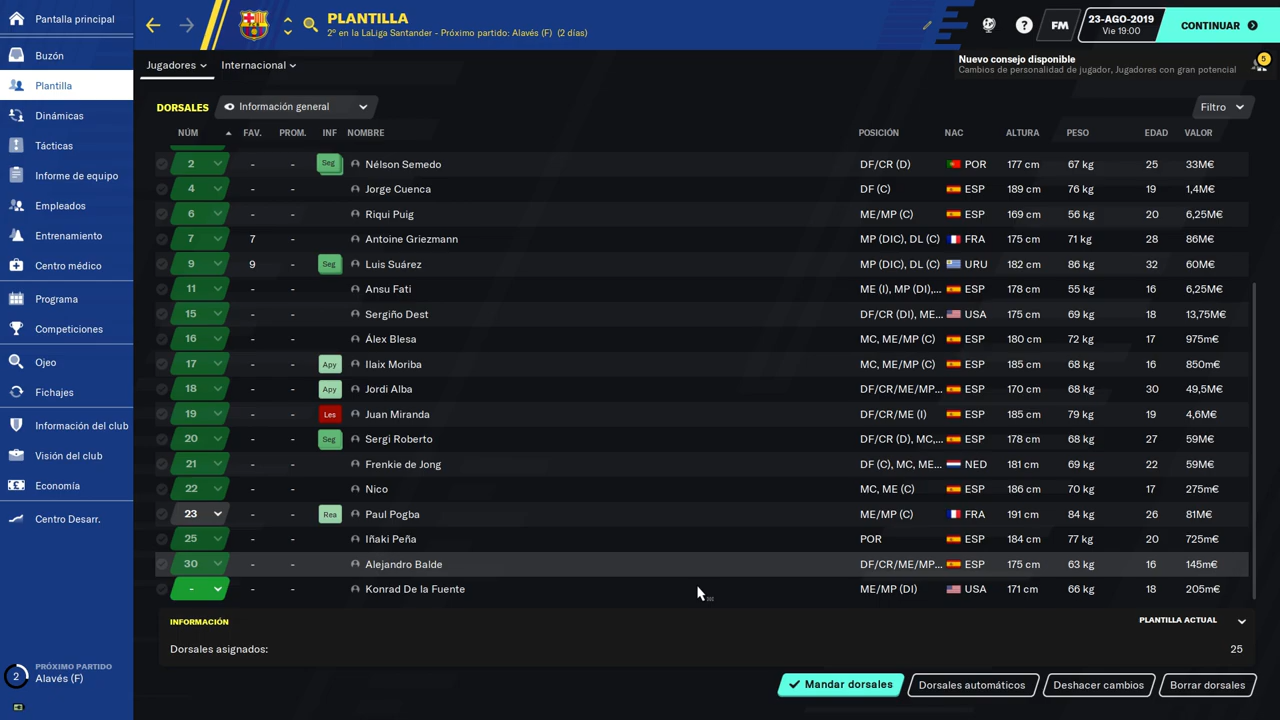 Pantalla principal
PLANTILLA
2º en la LaLiga Santander - Próximo partido: Alavés (F) (2 días)
FM
23-AGO-2019
Vie 19:00
CONTINUAR
Buzón
Plantilla
Dinámicas
Tácticas
Informe de equipo
Empleados
Entrenamiento
Centro médico
Programa
Competiciones
Ojeo
Fichajes
Información del club
Visión del club
Economía
Centro Desarr.
PRÓXIMO PARTIDO
2 Alavés (F)
Jugadores Internacional
Nuevo consejo disponible
Cambios de personalidad de jugador, Jugadores con gran potencial
5
DORSALES Información general Filtro
NÚM FAV. PROM. INF NOMBRE POSICIÓN NAC ALTURA PESO EDAD VALOR
2 - - Seg Nélson Semedo DF/CR (D) POR 177 cm 67 kg 25 33M€
4 - - Jorge Cuenca DF (C) ESP 189 cm 76 kg 19 1,4M€
6 - - Riqui Puig ME/MP (C) ESP 169 cm 56 kg 20 6,25M€
7 7 - Antoine Griezmann MP (DIC), DL (C) FRA 175 cm 71 kg 28 86M€
9 9 - Seg Luis Suárez MP (DIC), DL (C) URU 182 cm 86 kg 32 60M€
11 - - Ansu Fati ME (I), MP (DI),... ESP 178 cm 55 kg 16 6,25M€
15 - - Sergiño Dest DF/CR (DI), ME... USA 175 cm 69 kg 18 13,75M€
16 - - Álex Blesa MC, ME/MP (C) ESP 180 cm 72 kg 17 975m€
17 - - Apy Ilaix Moriba MC, ME/MP (C) ESP 185 cm 68 kg 16 850m€
18 - - Apy Jordi Alba DF/CR/ME/MP... ESP 170 cm 68 kg 30 49,5M€
19 - - Les Juan Miranda DF/CR/ME (I) ESP 185 cm 79 kg 19 4,6M€
20 - - Seg Sergi Roberto DF/CR (D), MC,... ESP 178 cm 68 kg 27 59M€
21 - - Frenkie de Jong DF (C), MC, ME... NED 181 cm 69 kg 22 59M€
22 - - Nico MC, ME (C) ESP 186 cm 70 kg 17 275m€
23 - - Rea Paul Pogba ME/MP (C) FRA 191 cm 84 kg 26 81M€
25 - - Iñaki Peña POR ESP 184 cm 77 kg 20 725m€
30 - - Alejandro Balde DF/CR/ME/MP... ESP 175 cm 63 kg 16 145m€
- - - Konrad De la Fuente ME/MP (DI) USA 171 cm 66 kg 18 205m€
INFORMACIÓN PLANTILLA ACTUAL
Dorsales asignados: 25
Mandar dorsales Dorsales automáticos Deshacer cambios Borrar dorsales